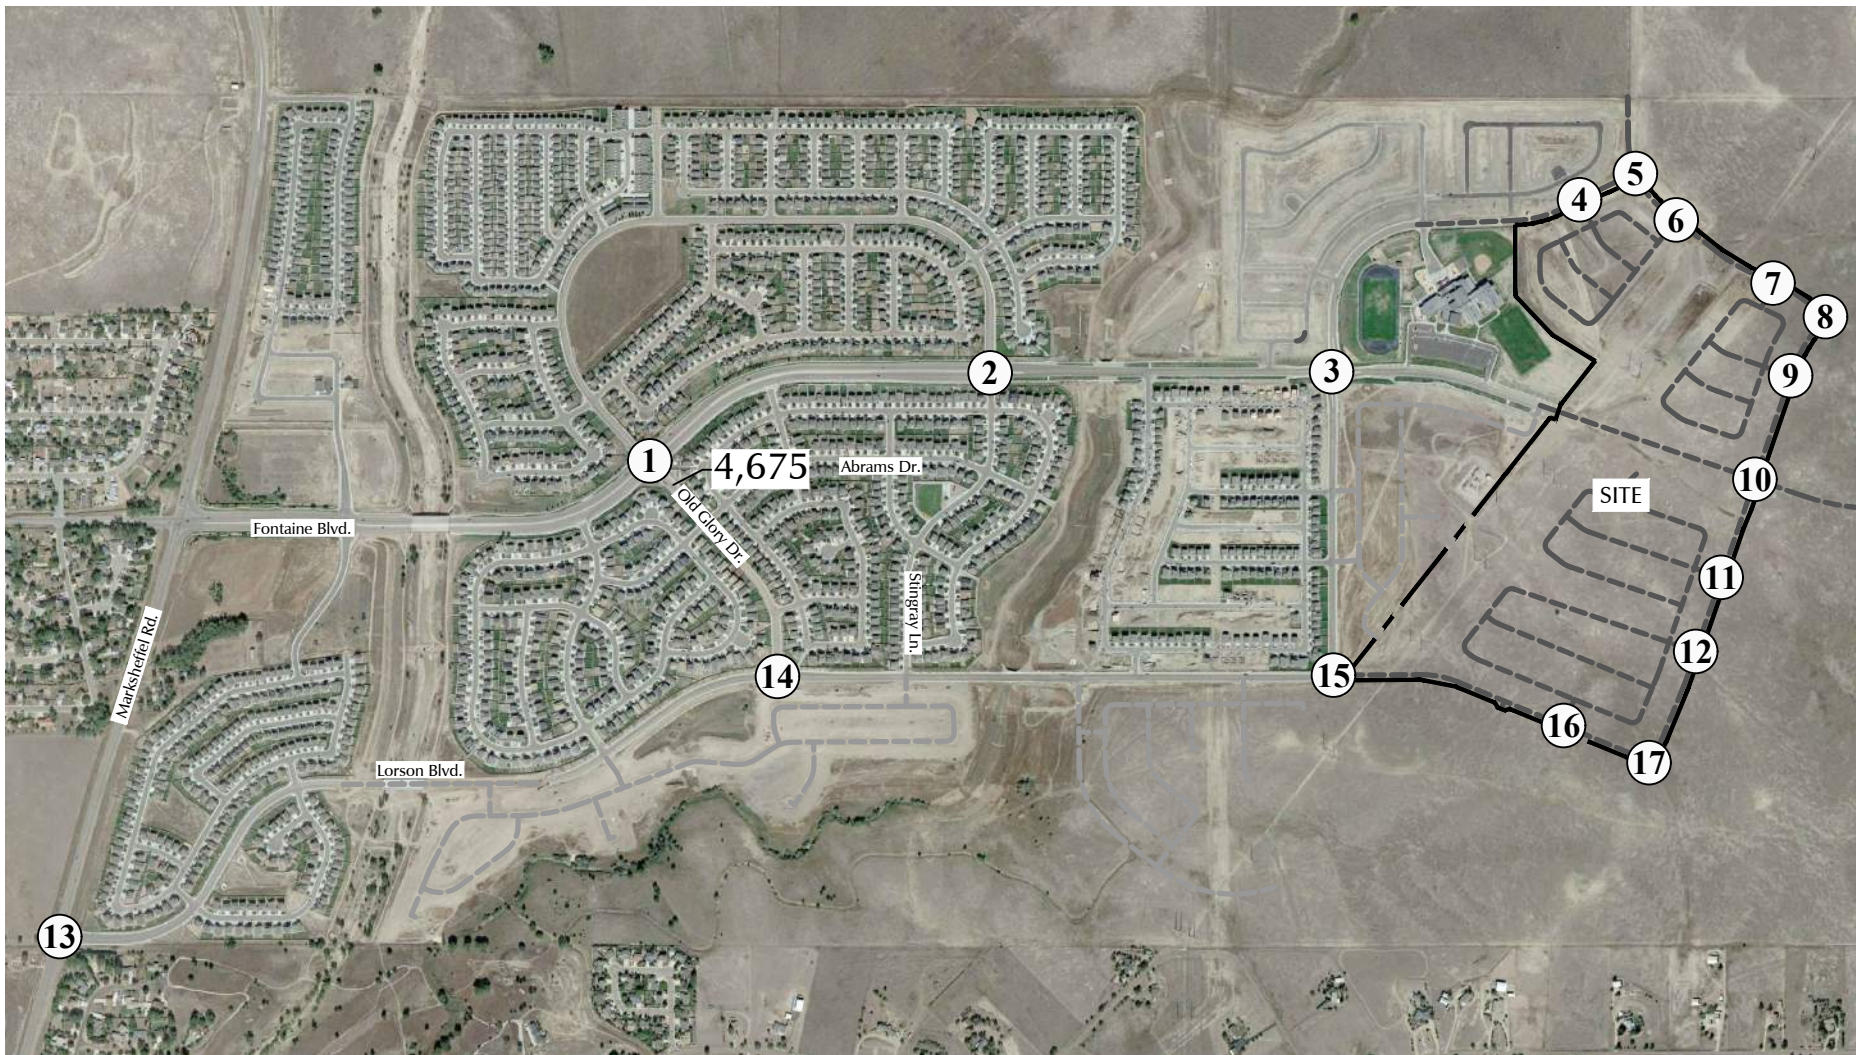 5
4
6
7
8
2
3
9
1
4,675
Abrams Dr.
10
SITE
Old Glory Dr.
Fontaine Blvd.
11
Stingray Ln.
12
Marksheffel Rd.
14
15
16
17
Lorson Blvd.
13